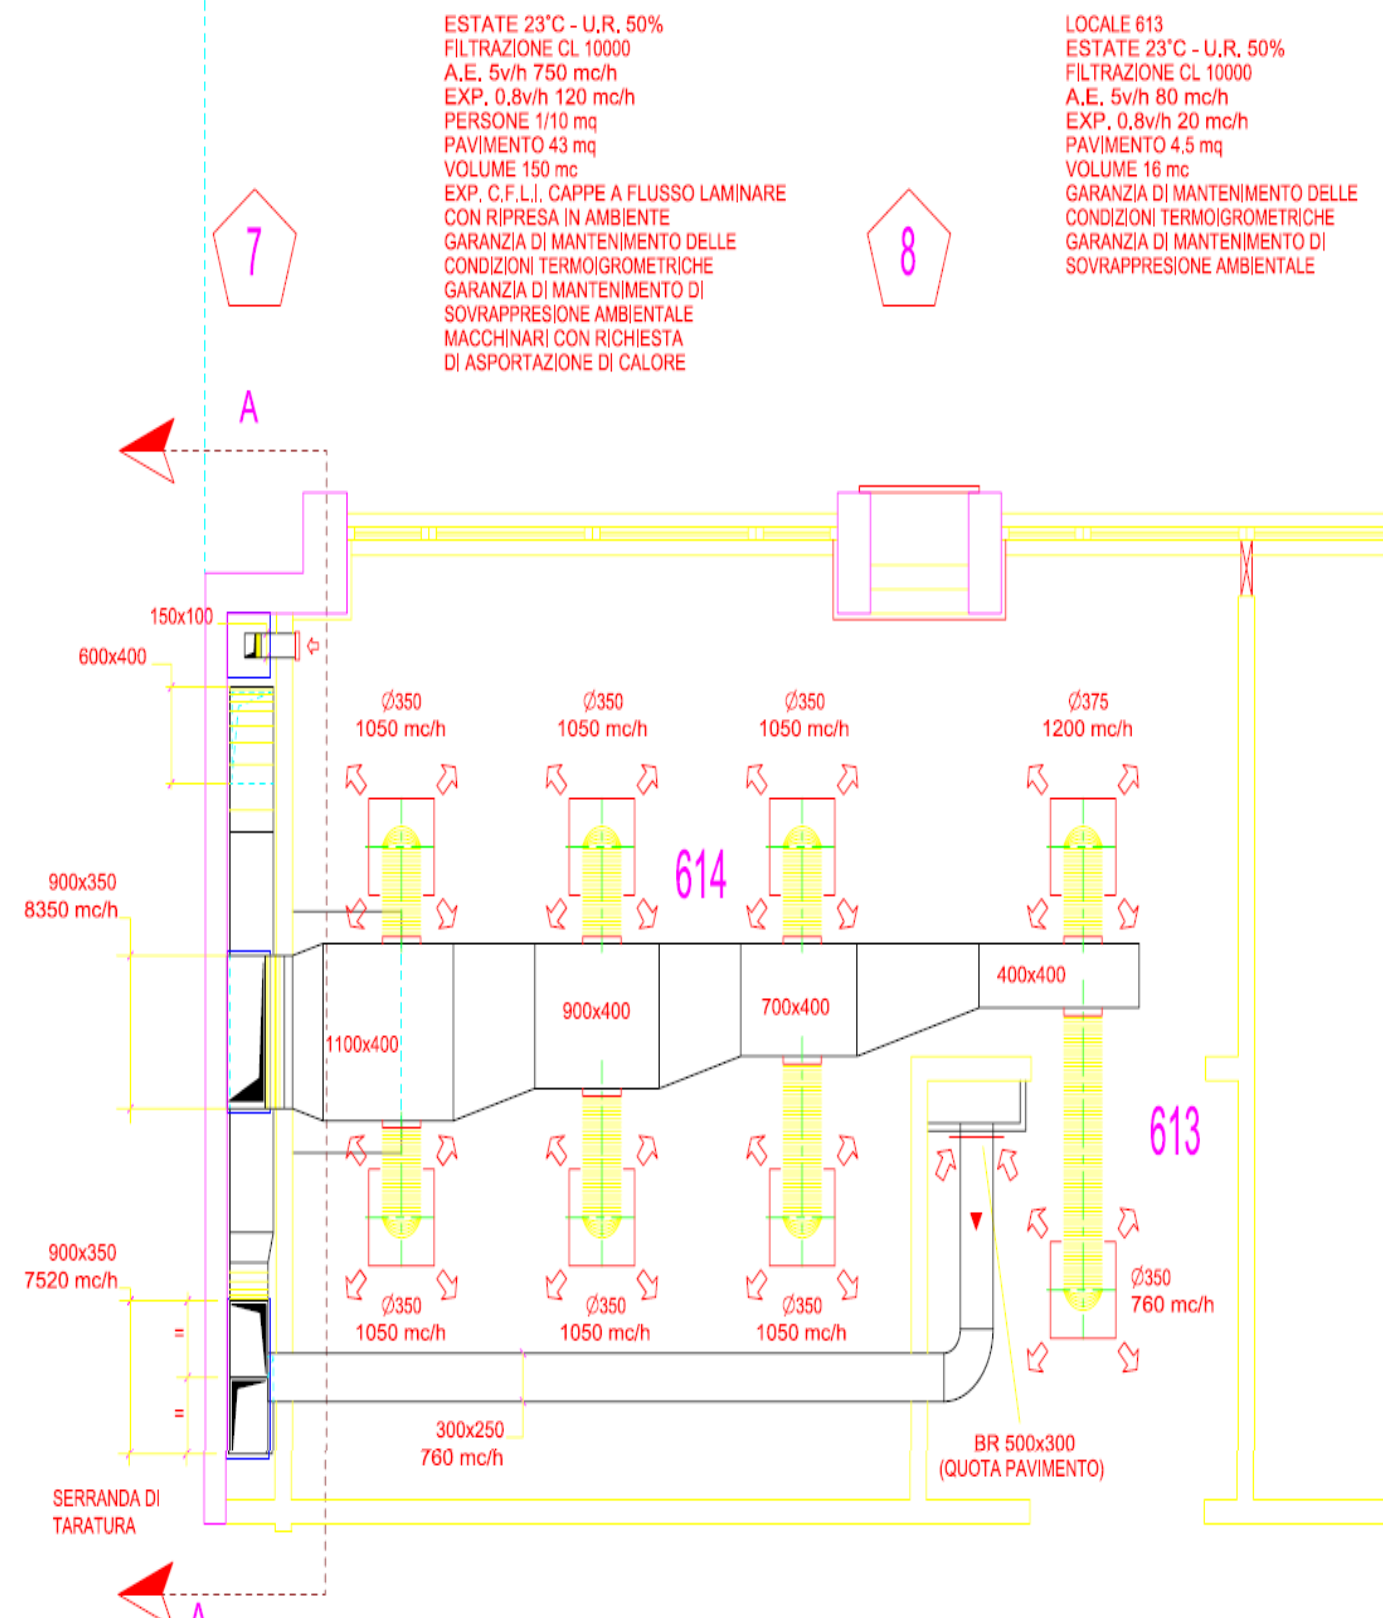 ESTATE 23°C - U.R. 50%
FILTRAZIONE CL 10000
A.E. 5v/h 750 mc/h
EXP. 0.8v/h 120 mc/h
PERSONE 1/10 mq
PAVIMENTO 43 mq
VOLUME 150 mc
EXP. C.F.L.I. CAPPE A FLUSSO LAMINARE
CON RIPRESA IN AMBIENTE
GARANZIA DI MANTENIMENTO DELLE
CONDIZIONI TERMOIGROMETRICHE
GARANZIA DI MANTENIMENTO DI
SOVRAPPRESIONE AMBIENTALE
MACCHINARI CON RICHIESTA
DI ASPORTAZIONE DI CALORE
LOCALE 613
ESTATE 23°C - U.R. 50%
FILTRAZIONE CL 10000
A.E. 5v/h 80 mc/h
EXP. 0.8v/h 20 mc/h
PAVIMENTO 4.5 mq
VOLUME 16 mc
GARANZIA DI MANTENIMENTO DELLE
CONDIZIONI TERMOIGROMETRICHE
GARANZIA DI MANTENIMENTO DI
SOVRAPPRESIONE AMBIENTALE
7
8
A
150x100
600x400
Ø350
1050 mc/h
Ø350
1050 mc/h
Ø350
1050 mc/h
Ø375
1200 mc/h
614
900x350
8350 mc/h
1100x400
900x400
700x400
400x400
613
900x350
7520 mc/h
=
=
Ø350
1050 mc/h
Ø350
1050 mc/h
Ø350
1050 mc/h
Ø350
760 mc/h
300x250
760 mc/h
BR 500x300
(QUOTA PAVIMENTO)
SERRANDA DI
TARATURA
A